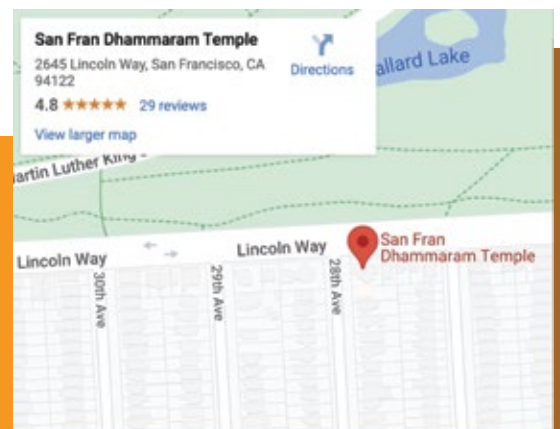 San Fran Dhammaram Temple
2645 Lincoln Way, San Francisco, CA
94122
4.8 ★★★★★ 29 reviews
View larger map
Directions
allard Lake
artin Luther King
Lincoln Way
Lincoln Way
San Fran
Dhammaram Temple
30th Ave
29th Ave
28th Ave